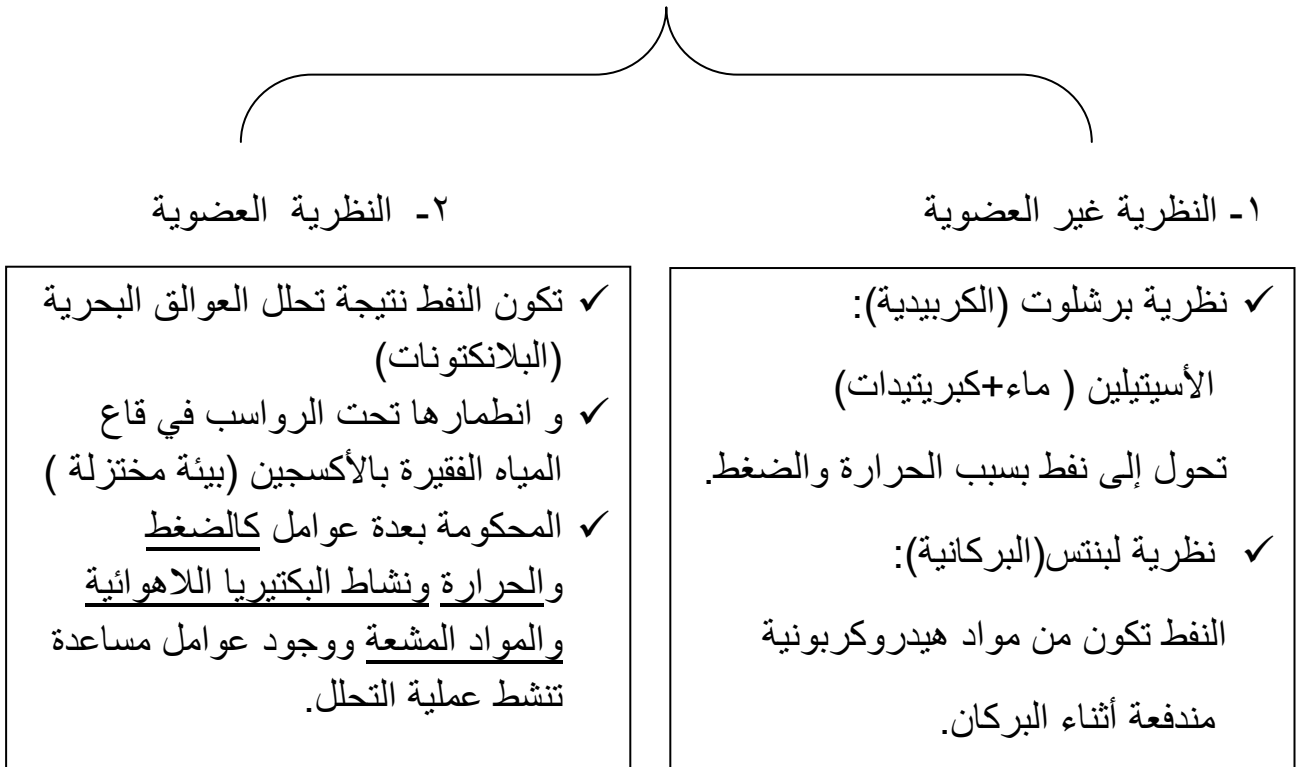 ١- النظرية غير العضوية
✓ نظرية برشلوت (الكربيدية):
الأسيتيلين ( ماء+كبريتيدات)
تحول إلى نفط بسبب الحرارة والضغط.
✓ نظرية لبنتس(البركانية):
النفط تكون من مواد هيدروكربونية
مندفعة أثناء البركان.
٢- النظرية العضوية
✓ تكون النفط نتيجة تحلل العوالق البحرية
(البلانكتونات)
✓ و انطمارها تحت الرواسب في قاع
المياه الفقيرة بالأكسجين (بيئة مختزلة )
✓ المحكومة بعدة عوامل كالضغط
والحرارة ونشاط البكتيريا اللاهوائية
والمواد المشعة ووجود عوامل مساعدة
تنشط عملية التحلل.